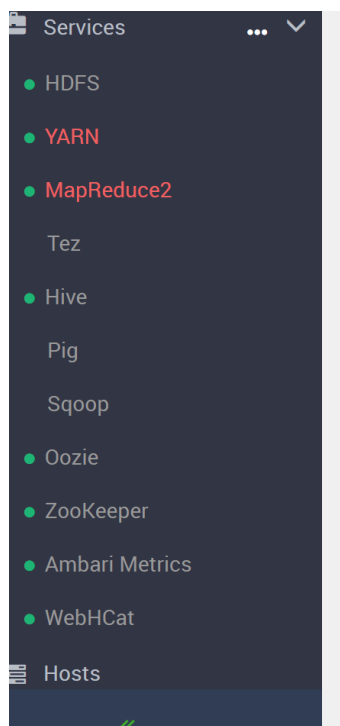 Services
HDFS
YARN
MapReduce2
Tez
Hive
Pig
Sqoop
Oozie
ZooKeeper
Ambari Metrics
WebHCat
Hosts